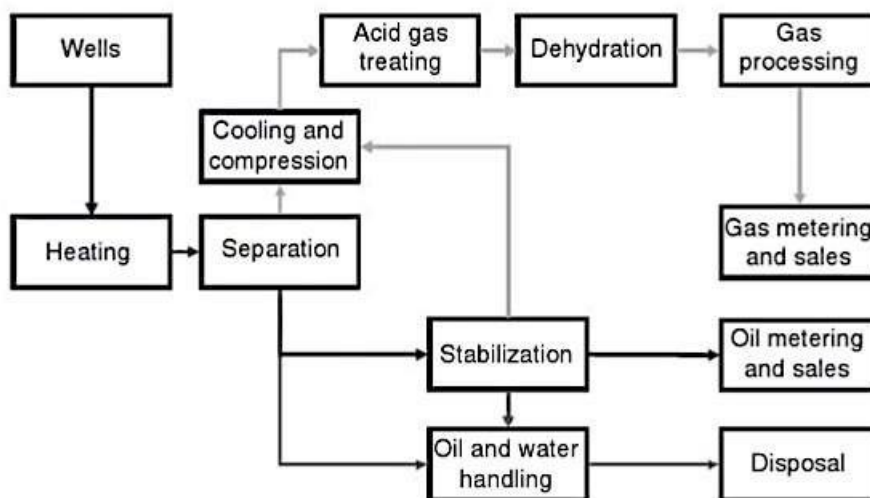 Wells
Acid gas
treating
Dehydration
Gas
processing
Cooling and
compression
Heating
Separation
Gas metering
and sales
Stabilization
Oil metering
and sales
Oil and water
handling
Disposal